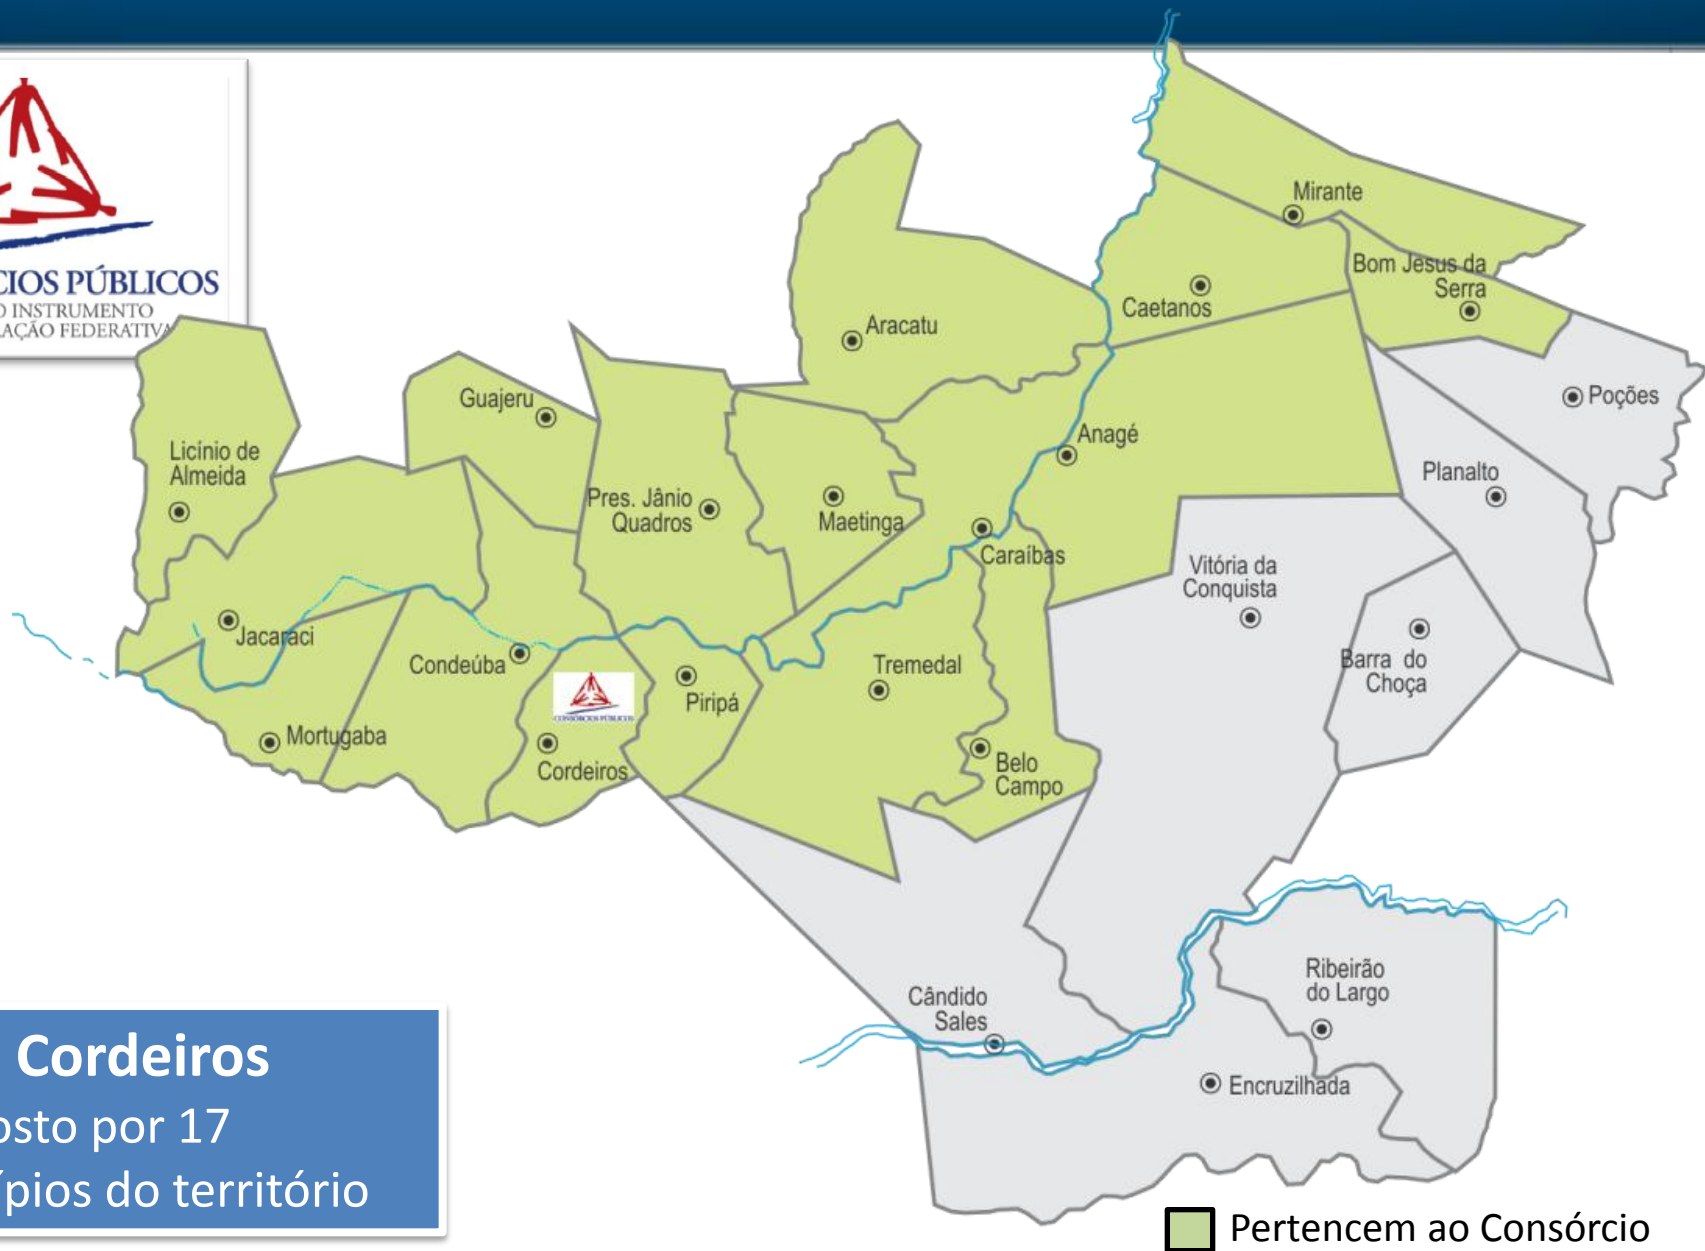 CIOS PÚBLICOS
O INSTRUMENTO
AÇÃO FEDERATIVA
Mirante
Bom Jesus da
Serra
Caetanos
Aracatu
Poções
Guajeru
Anagé
Licínio de
Almeida
Planalto
Pres. Jânio
Quadros
Maetinga
Caraíbas
Vitória da
Conquista
Jacaraci
Condeúba
Tremedal
Barra do
Choça
Piripá
CONSÓRCIOS PÚBLICOS
Mortugaba
Cordeiros
Belo
Campo
Ribeirão
do Largo
Cândido
Sales
Encruzilhada
Cordeiros
osto por 17
ípios do território
Pertencem ao Consórcio